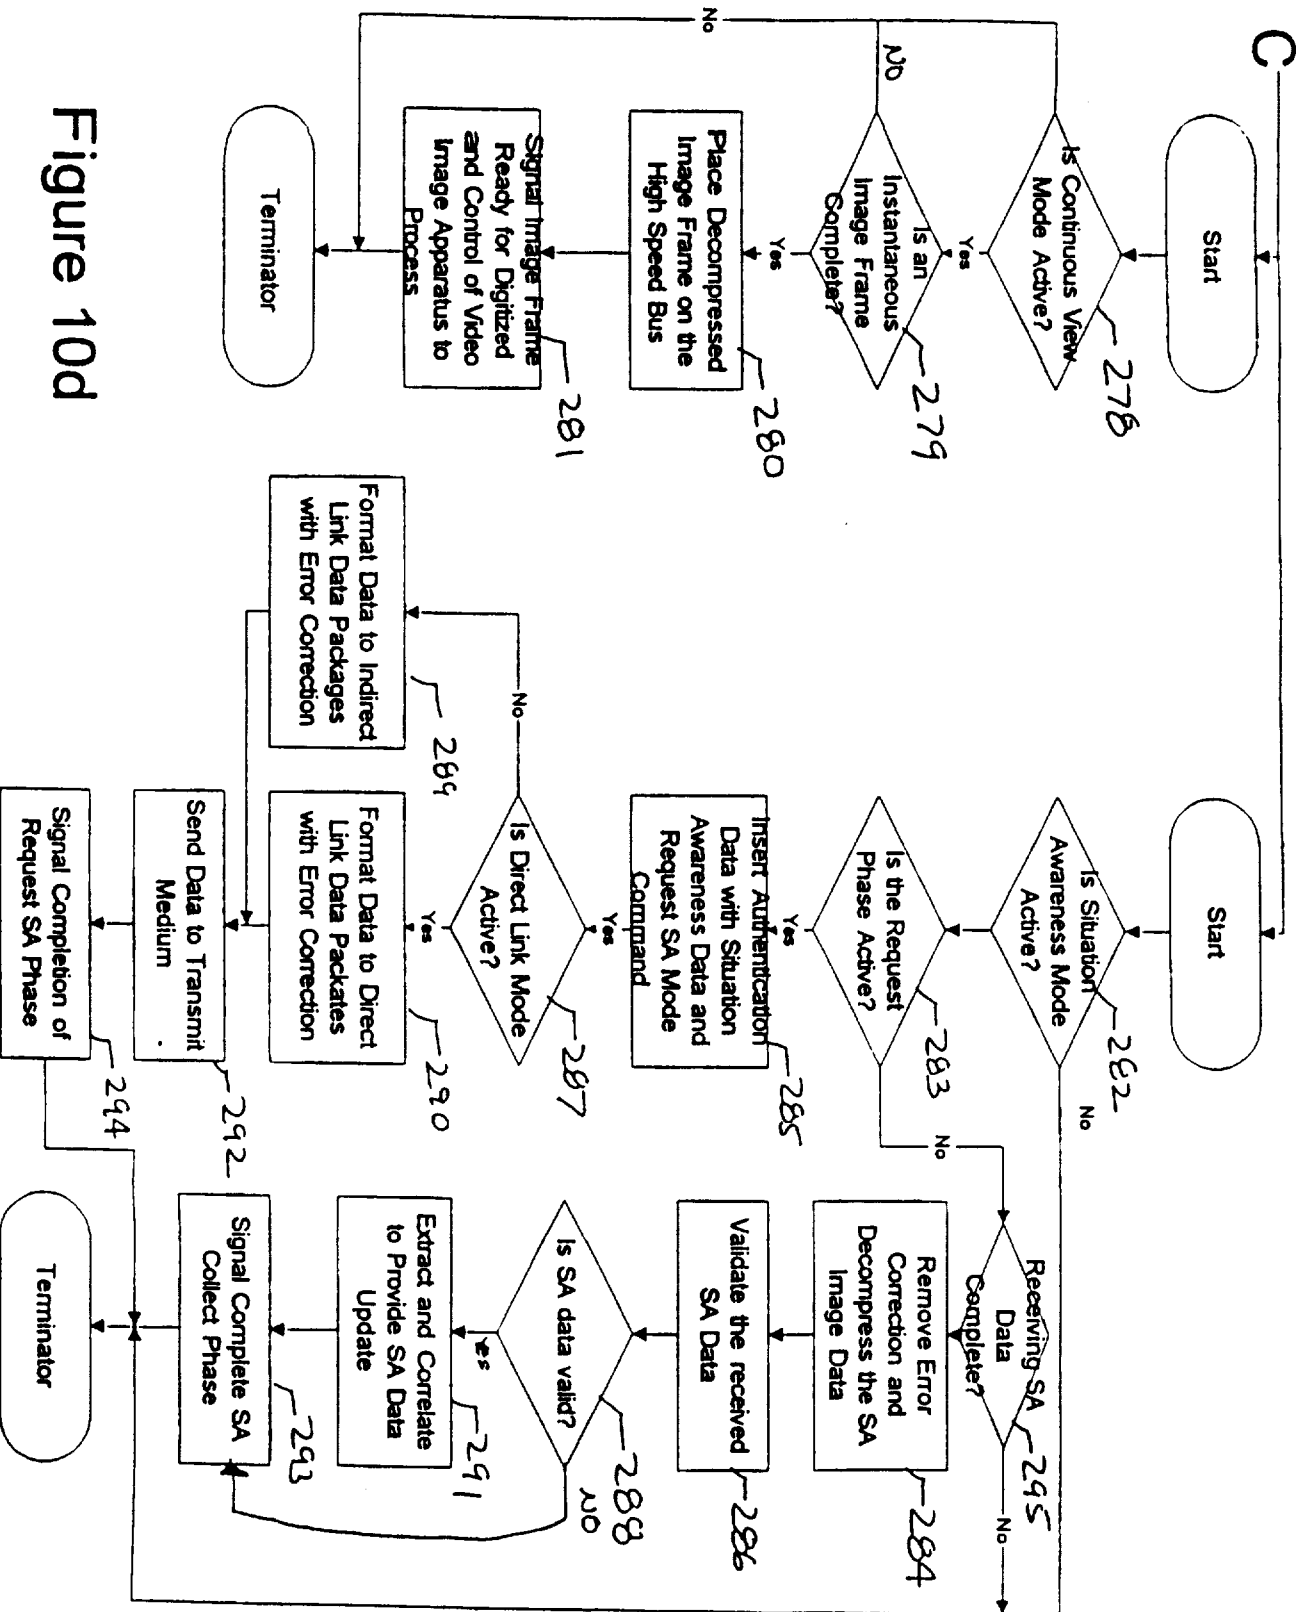 C
Start
Is Continuous View
Mode Active?
278
Yes
No
Is an
Instantaneous
Image Frame
Complete?
279
NO
Yes
Place Decompressed
Image Frame on the
High Speed Bus
280
Signal Image Frame
Ready for Digitized
and Control of Video
Image Apparatus to
Process
281
Terminator
Start
Is Situation
Awareness Mode
Active?
282
No
Is the Request
Phase Active?
283
No
Yes
Insert Authentication
Data with Situation
Awareness Data and
Request SA Mode
Command
285
Yes
Is Direct Link Mode
Active?
287
No
Yes
Format Data to Indirect
Link Data Packages
with Error Correction
289
Format Data to Direct
Link Data Packates
with Error Correction
290
Send Data to Transmit
Medium
292
Signal Completion of
Request SA Phase
294
Receiving SA
Data
Complete?
295
No
Remove Error
Correction and
Decompress the SA
Image Data
284
Validate the received
SA Data
286
Is SA data valid?
288
NO
Yes
Extract and Correlate
to Provide SA Data
Update
291
Signal Complete SA
Collect Phase
293
Terminator
Figure 10d